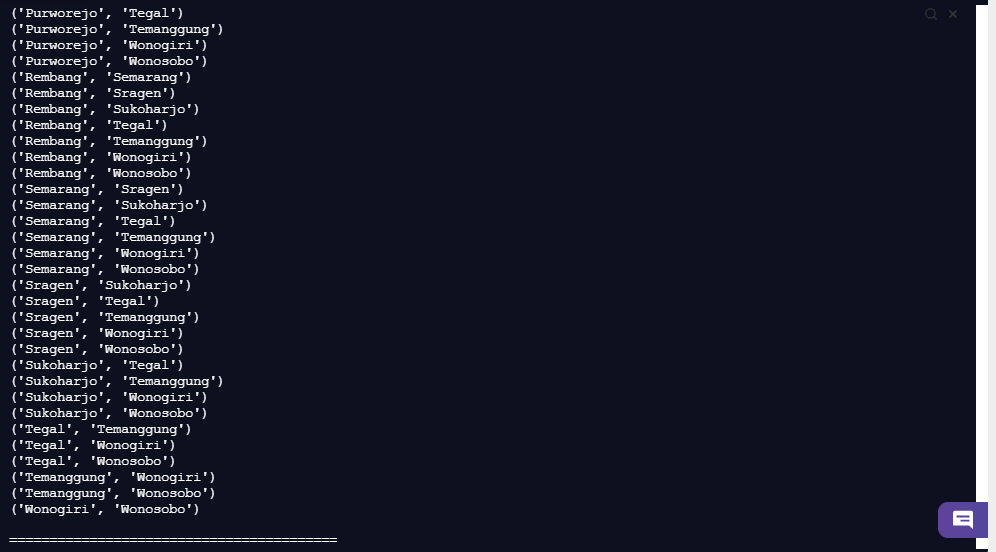 ('Purworejo', 'Tegal')
('Purworejo', 'Temanggung')
('Purworejo', 'Wonogiri')
('Purworejo', 'Wonosobo')
('Rembang', 'Semarang')
('Rembang', 'Sragen')
('Rembang', 'Sukoharjo')
('Rembang', 'Tegal')
('Rembang', 'Temanggung')
('Rembang', 'Wonogiri')
('Rembang', 'Wonosobo')
('Semarang', 'Sragen')
('Semarang', 'Sukoharjo')
('Semarang', 'Tegal')
('Semarang', 'Temanggung')
('Semarang', 'Wonogiri')
('Semarang', 'Wonosobo')
('Sragen', 'Sukoharjo')
('Sragen', 'Tegal')
('Sragen', 'Temanggung')
('Sragen', 'Wonogiri')
('Sragen', 'Wonosobo')
('Sukoharjo', 'Tegal')
('Sukoharjo', 'Temanggung')
('Sukoharjo', 'Wonogiri')
('Sukoharjo', 'Wonosobo')
('Tegal', 'Temanggung')
('Tegal', 'Wonogiri')
('Tegal', 'Wonosobo')
('Temanggung', 'Wonogiri')
('Temanggung', 'Wonosobo')
('Wonogiri', 'Wonosobo')
=========================================